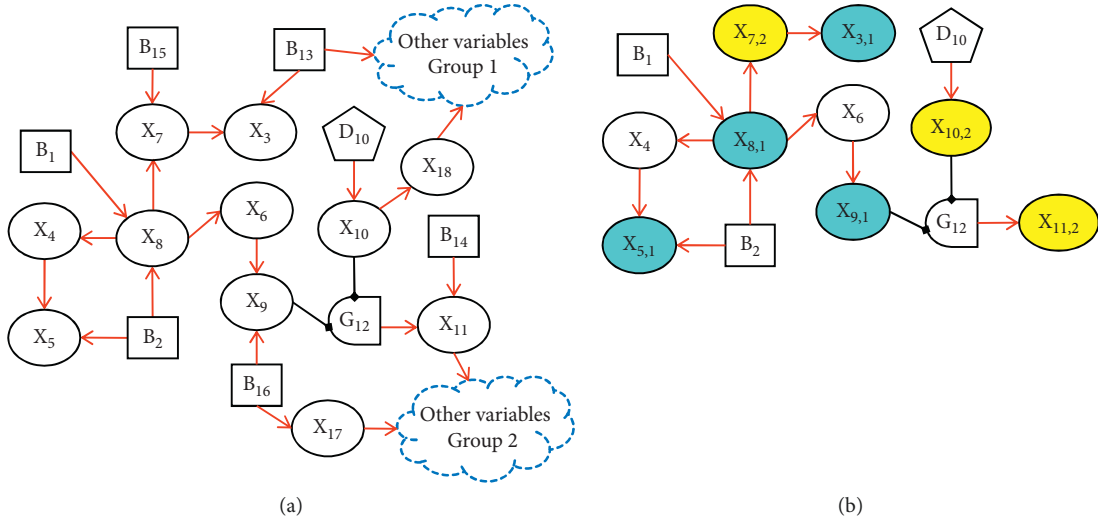 B15
B13
Other variables
Group 1
X7
X3
D10
X18
B1
X6
X4
X8
X10
B14
X9
G12
X11
X5
B2
B16
X17
Other variables
Group 2
(a)
X7,2
X3,1
D10
B1
X6
X4
X8,1
X10,2
X9,1
G12
X11,2
X5,1
B2
(b)